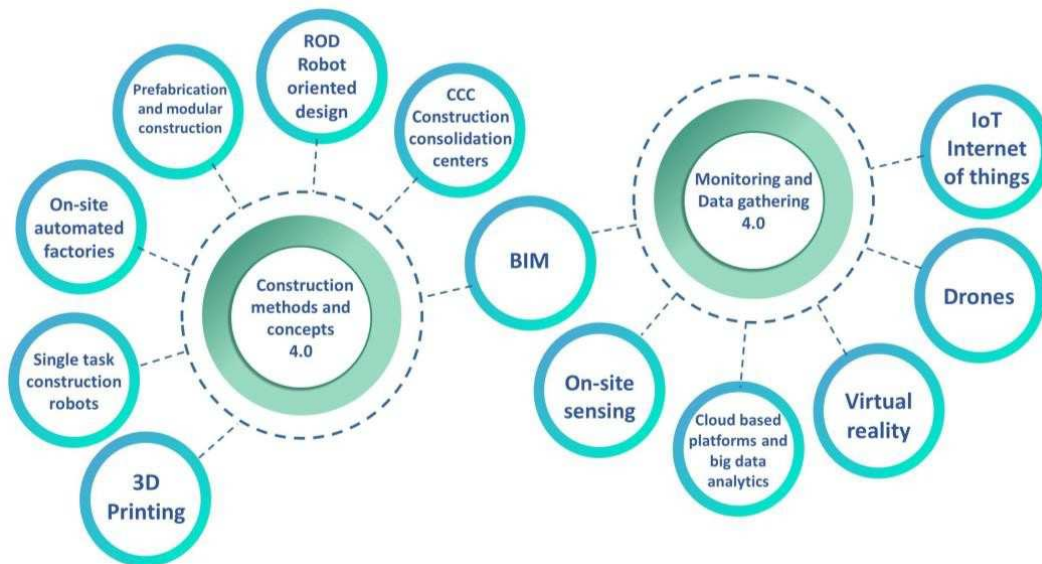 ROD
Robot
oriented
design
Prefabrication
and modular
construction
CCC
Construction
consolidation
centers
On-site
automated
factories
Construction
methods and
concepts
4.0
Single task
construction
robots
3D
Printing
BIM
Monitoring and
Data gathering
4.0
IoT
Internet
of things
Drones
Virtual
reality
Cloud based
platforms and
big data
analytics
On-site
sensing